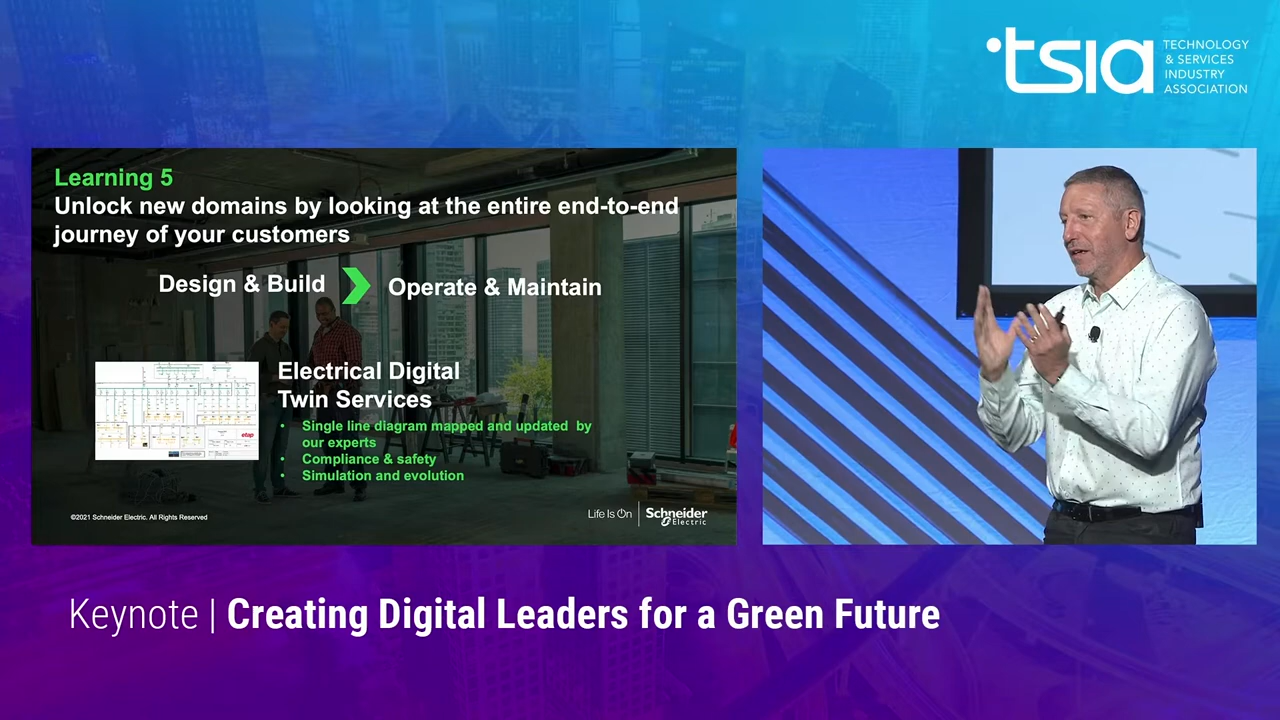 tsia
TECHNOLOGY
& SERVICES
INDUSTRY
ASSOCIATION
Learning 5
Unlock new domains by looking at the entire end-to-end
journey of your customers
Design & Build
Operate & Maintain
Electrical Digital
Twin Services
• Single line diagram mapped and updated by
our experts
• Compliance & safety
• Simulation and evolution
etap
©2021 Schneider Electric. All Rights Reserved
Life Is On
Schneider
Electric
Keynote | Creating Digital Leaders for a Green Future